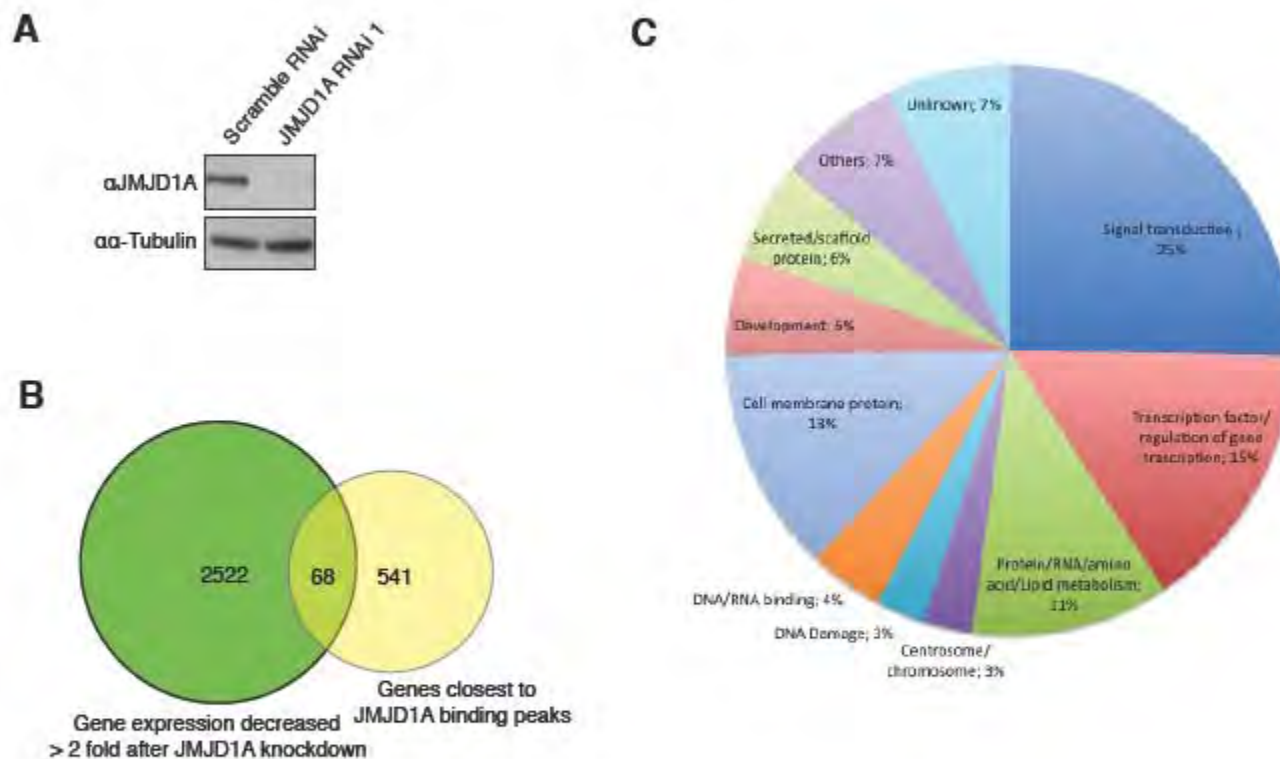 A
Scramble RNAi
JMJD1A RNAi 1
αJMJD1A
αα-Tubulin
B
2522
68
541
Genes closest to
JMJD1A binding peaks
Gene expression decreased
> 2 fold after JMJD1A knockdown
C
Unknown; 7%
Others; 7%
Signal transduction ;
25%
Secreted/scaffold
protein; 6%
Development; 5%
Cell membrane protein;
13%
Transcription factor/
regulation of gene
trascription; 15%
Protein/RNA/amino
acid/Lipid metabolism;
11%
DNA/RNA binding; 4%
DNA Damage; 3%
Centrosome/
chromosome; 3%